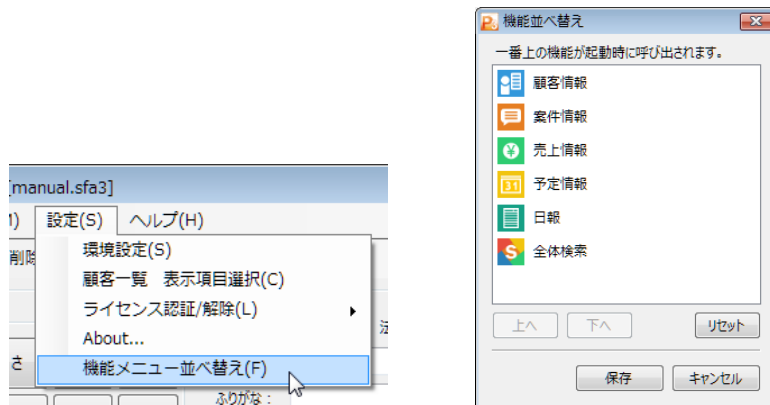 [manual.sfa3]
設定(S) ヘルプ(H)
削除
環境設定(S)
顧客一覧 表示項目選択(C)
ライセンス認証/解除(L)
About...
機能メニュー並べ替え(F)
さ
ふりがな:
機能並べ替え
一番上の機能が起動時に呼び出されます。
顧客情報
案件情報
売上情報
31 予定情報
日報
S 全体検索
上へ 下へ リセット
保存 キャンセル